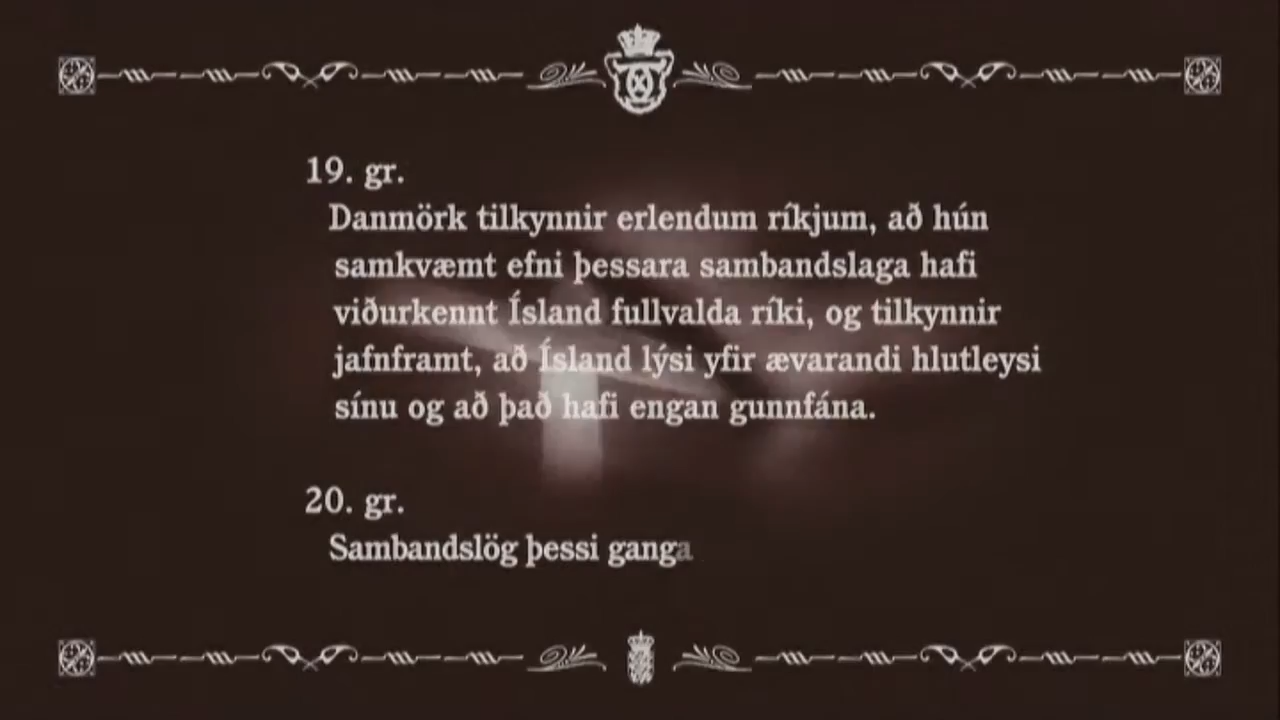 19. gr.
Danmörk tilkynnir erlendum ríkjum, að hún
samkvæmt efni þessara sambandslaga hafi
viðurkennt Ísland fullvalda ríki, og tilkynnir
jafnframt, að Ísland lýsi yfir ævarandi hlutleysi
sínu og að það hafi engan gunnfána.
20. gr.
Sambandslög þessi ganga